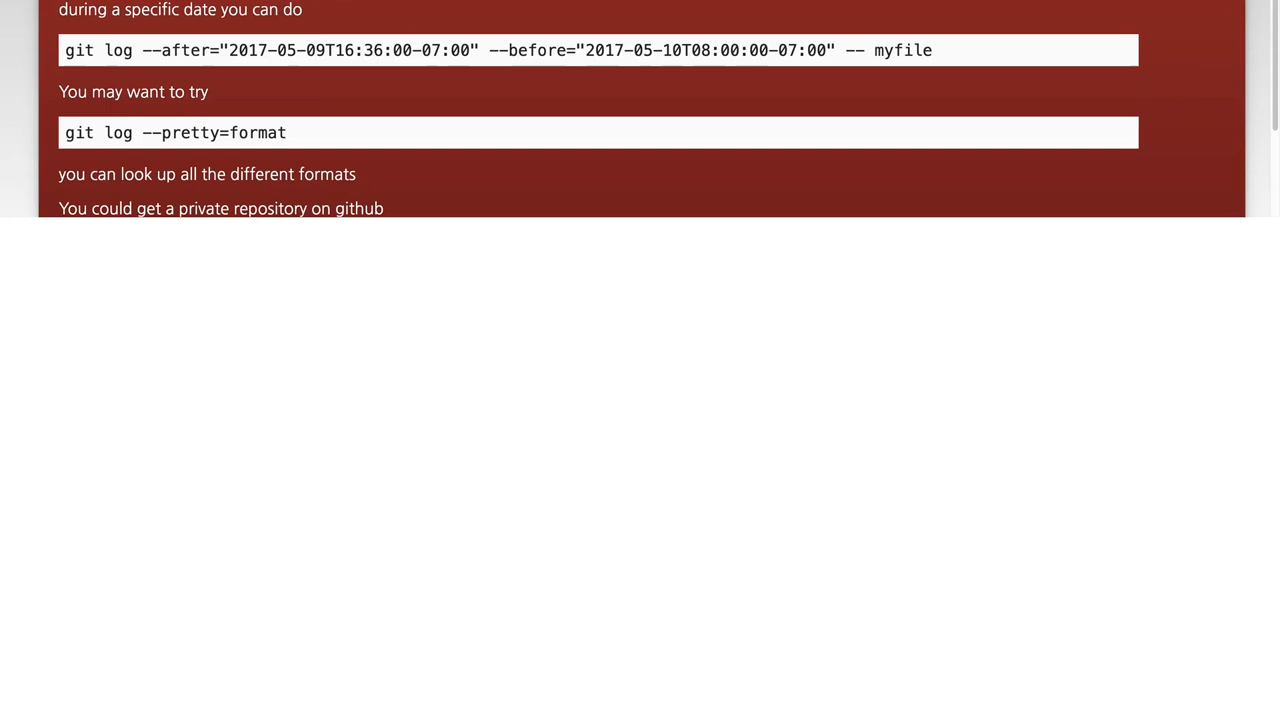 during a specific date you can do
git log --after="2017-05-09T16:36:00-07:00" --before="2017-05-10T08:00:00-07:00" -- myfile
You may want to try
git log --pretty=format
you can look up all the different formats
You could get a private repository on github